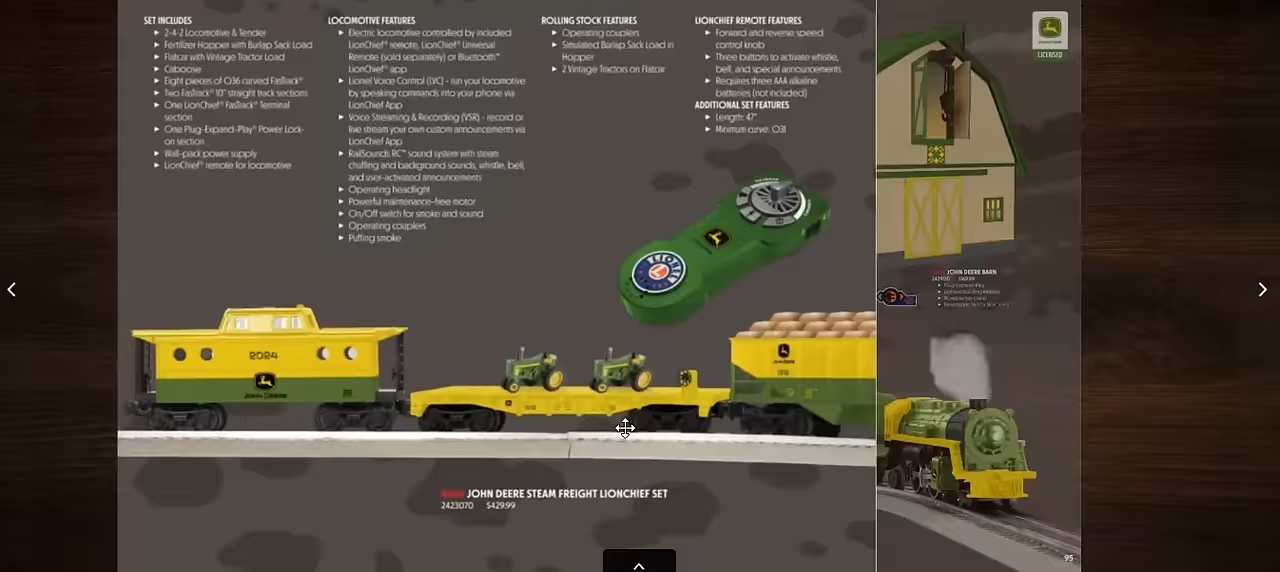 SET INCLUDES
► 2-4-2 Locomotive & Tender
► Fertilizer Hopper with Burlap Sack Load
► Flatcar with Vintage Tractor Load
► Caboose
► Eight pieces of O36 curved FasTrack®
► Two FasTrack® 10" straight track sections
► One LionChief® FasTrack® Terminal
section
► One Plug-Expand-Play® Power Lock-
on section
► Wall-pack power supply
► LionChief® remote for locomotive
LOCOMOTIVE FEATURES
► Electric locomotive controlled by included
LionChief® remote, LionChief® Universal
Remote (sold separately) or Bluetooth™
LionChief® app
► Lionel Voice Control (LVC) - run your locomotive
by speaking commands into your phone via
LionChief App
► Voice Streaming & Recording (VSR) - record or
live stream your own custom announcements via
LionChief App
► RailSounds RC™ sound system with steam
chuffing and background sounds, whistle, bell,
and user-activated announcements
► Operating headlight
► Powerful maintenance-free motor
► On/Off switch for smoke and sound
► Operating couplers
► Puffing smoke
ROLLING STOCK FEATURES
► Operating couplers
► Simulated Burlap Sack Load in
Hopper
► 2 Vintage Tractors on Flatcar
LIONCHIEF REMOTE FEATURES
► Forward and reverse speed
control knob
► Three buttons to activate whistle,
bell, and special announcements
► Requires three AAA alkaline
batteries (not included)
ADDITIONAL SET FEATURES
► Length: 47"
► Minimum curve: O31
JOHN DEERE
LICENSED
LIONEL
JOHN DEERE BARN
► Plug-Expand-Play
2024
JOHN DEERE
JOHN DEERE
JOHN DEERE STEAM FREIGHT LIONCHIEF SET
2423070 $429.99
95